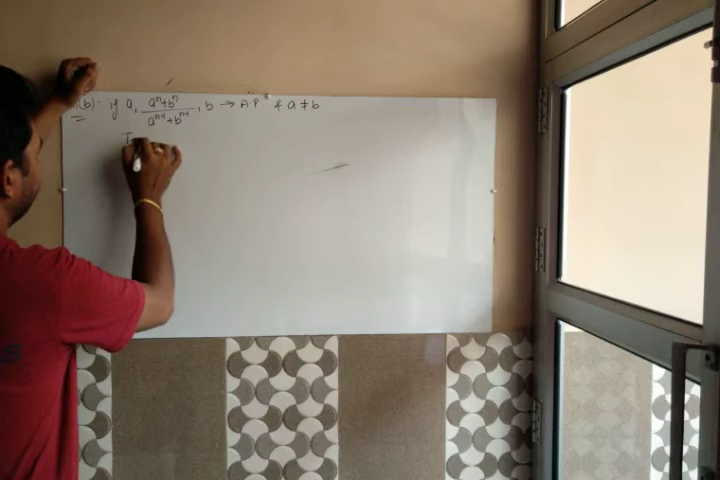 (b). if a, (a^n+b^n)/(a^(n-1)+b^(n-1)), b → AP & a ≠ b